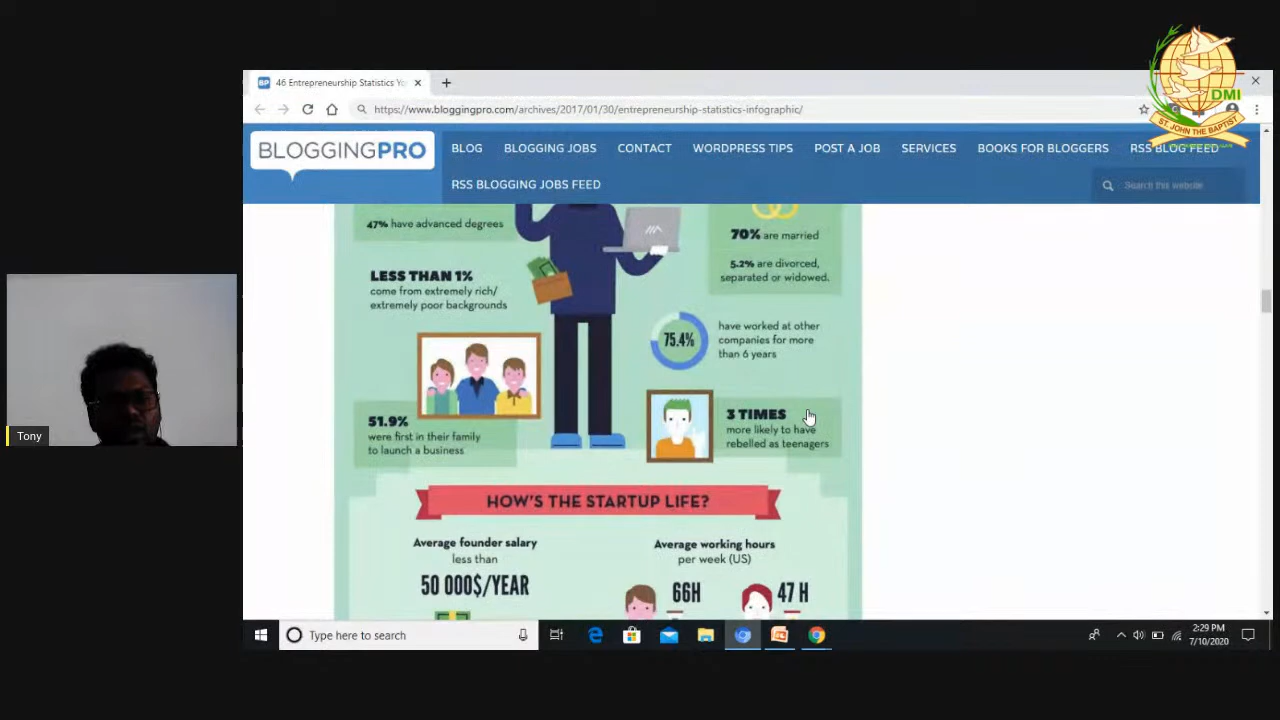 46 Entrepreneurship Statistics Yo
https://www.bloggingpro.com/archives/2017/01/30/entrepreneurship-statistics-infographic/
DMI
ST. JOHN THE BAPTIST
BLOGGINGPRO
BLOG BLOGGING JOBS CONTACT WORDPRESS TIPS POST A JOB SERVICES BOOKS FOR BLOGGERS RSS BLOG FEED
RSS BLOGGING JOBS FEED
Search this website
47% have advanced degrees
70% are married
5.2% are divorced,
separated or widowed.
LESS THAN 1%
come from extremely rich/
extremely poor backgrounds
75.4%
have worked at other
companies for more
than 6 years
51.9%
were first in their family
to launch a business
3 TIMES
more likely to have
rebelled as teenagers
HOW'S THE STARTUP LIFE?
Average founder salary
less than
50 000$/YEAR
Average working hours
per week (US)
66H
47 H
Tony
Type here to search
2:29 PM
7/10/2020